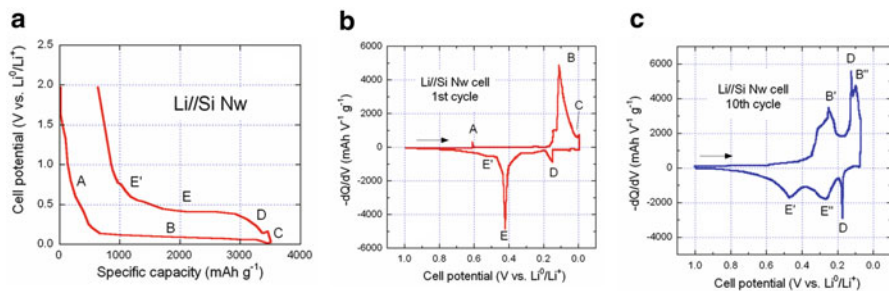 a
2.5
2.0
1.5
1.0
0.5
0.0
Cell potential (V vs. Li⁰/Li⁺)
Li//Si Nw
A
E'
E
B
D
C
0
1000
2000
3000
4000
Specific capacity (mAh g⁻¹)
b
6000
4000
2000
0
-2000
-4000
-6000
-dQ/dV (mAh V⁻¹ g⁻¹)
Li//Si Nw cell
1st cycle
B
C
A
E'
D
E
1.0
0.8
0.6
0.4
0.2
0.0
Cell potential (V vs. Li⁰/Li⁺)
c
6000
4000
2000
0
-2000
-4000
-dQ/dV (mAh V⁻¹ g⁻¹)
Li//Si Nw cell
10th cycle
D
B''
B'
E'
E''
D
1.0
0.8
0.6
0.4
0.2
0.0
Cell potential (V vs. Li⁰/Li⁺)